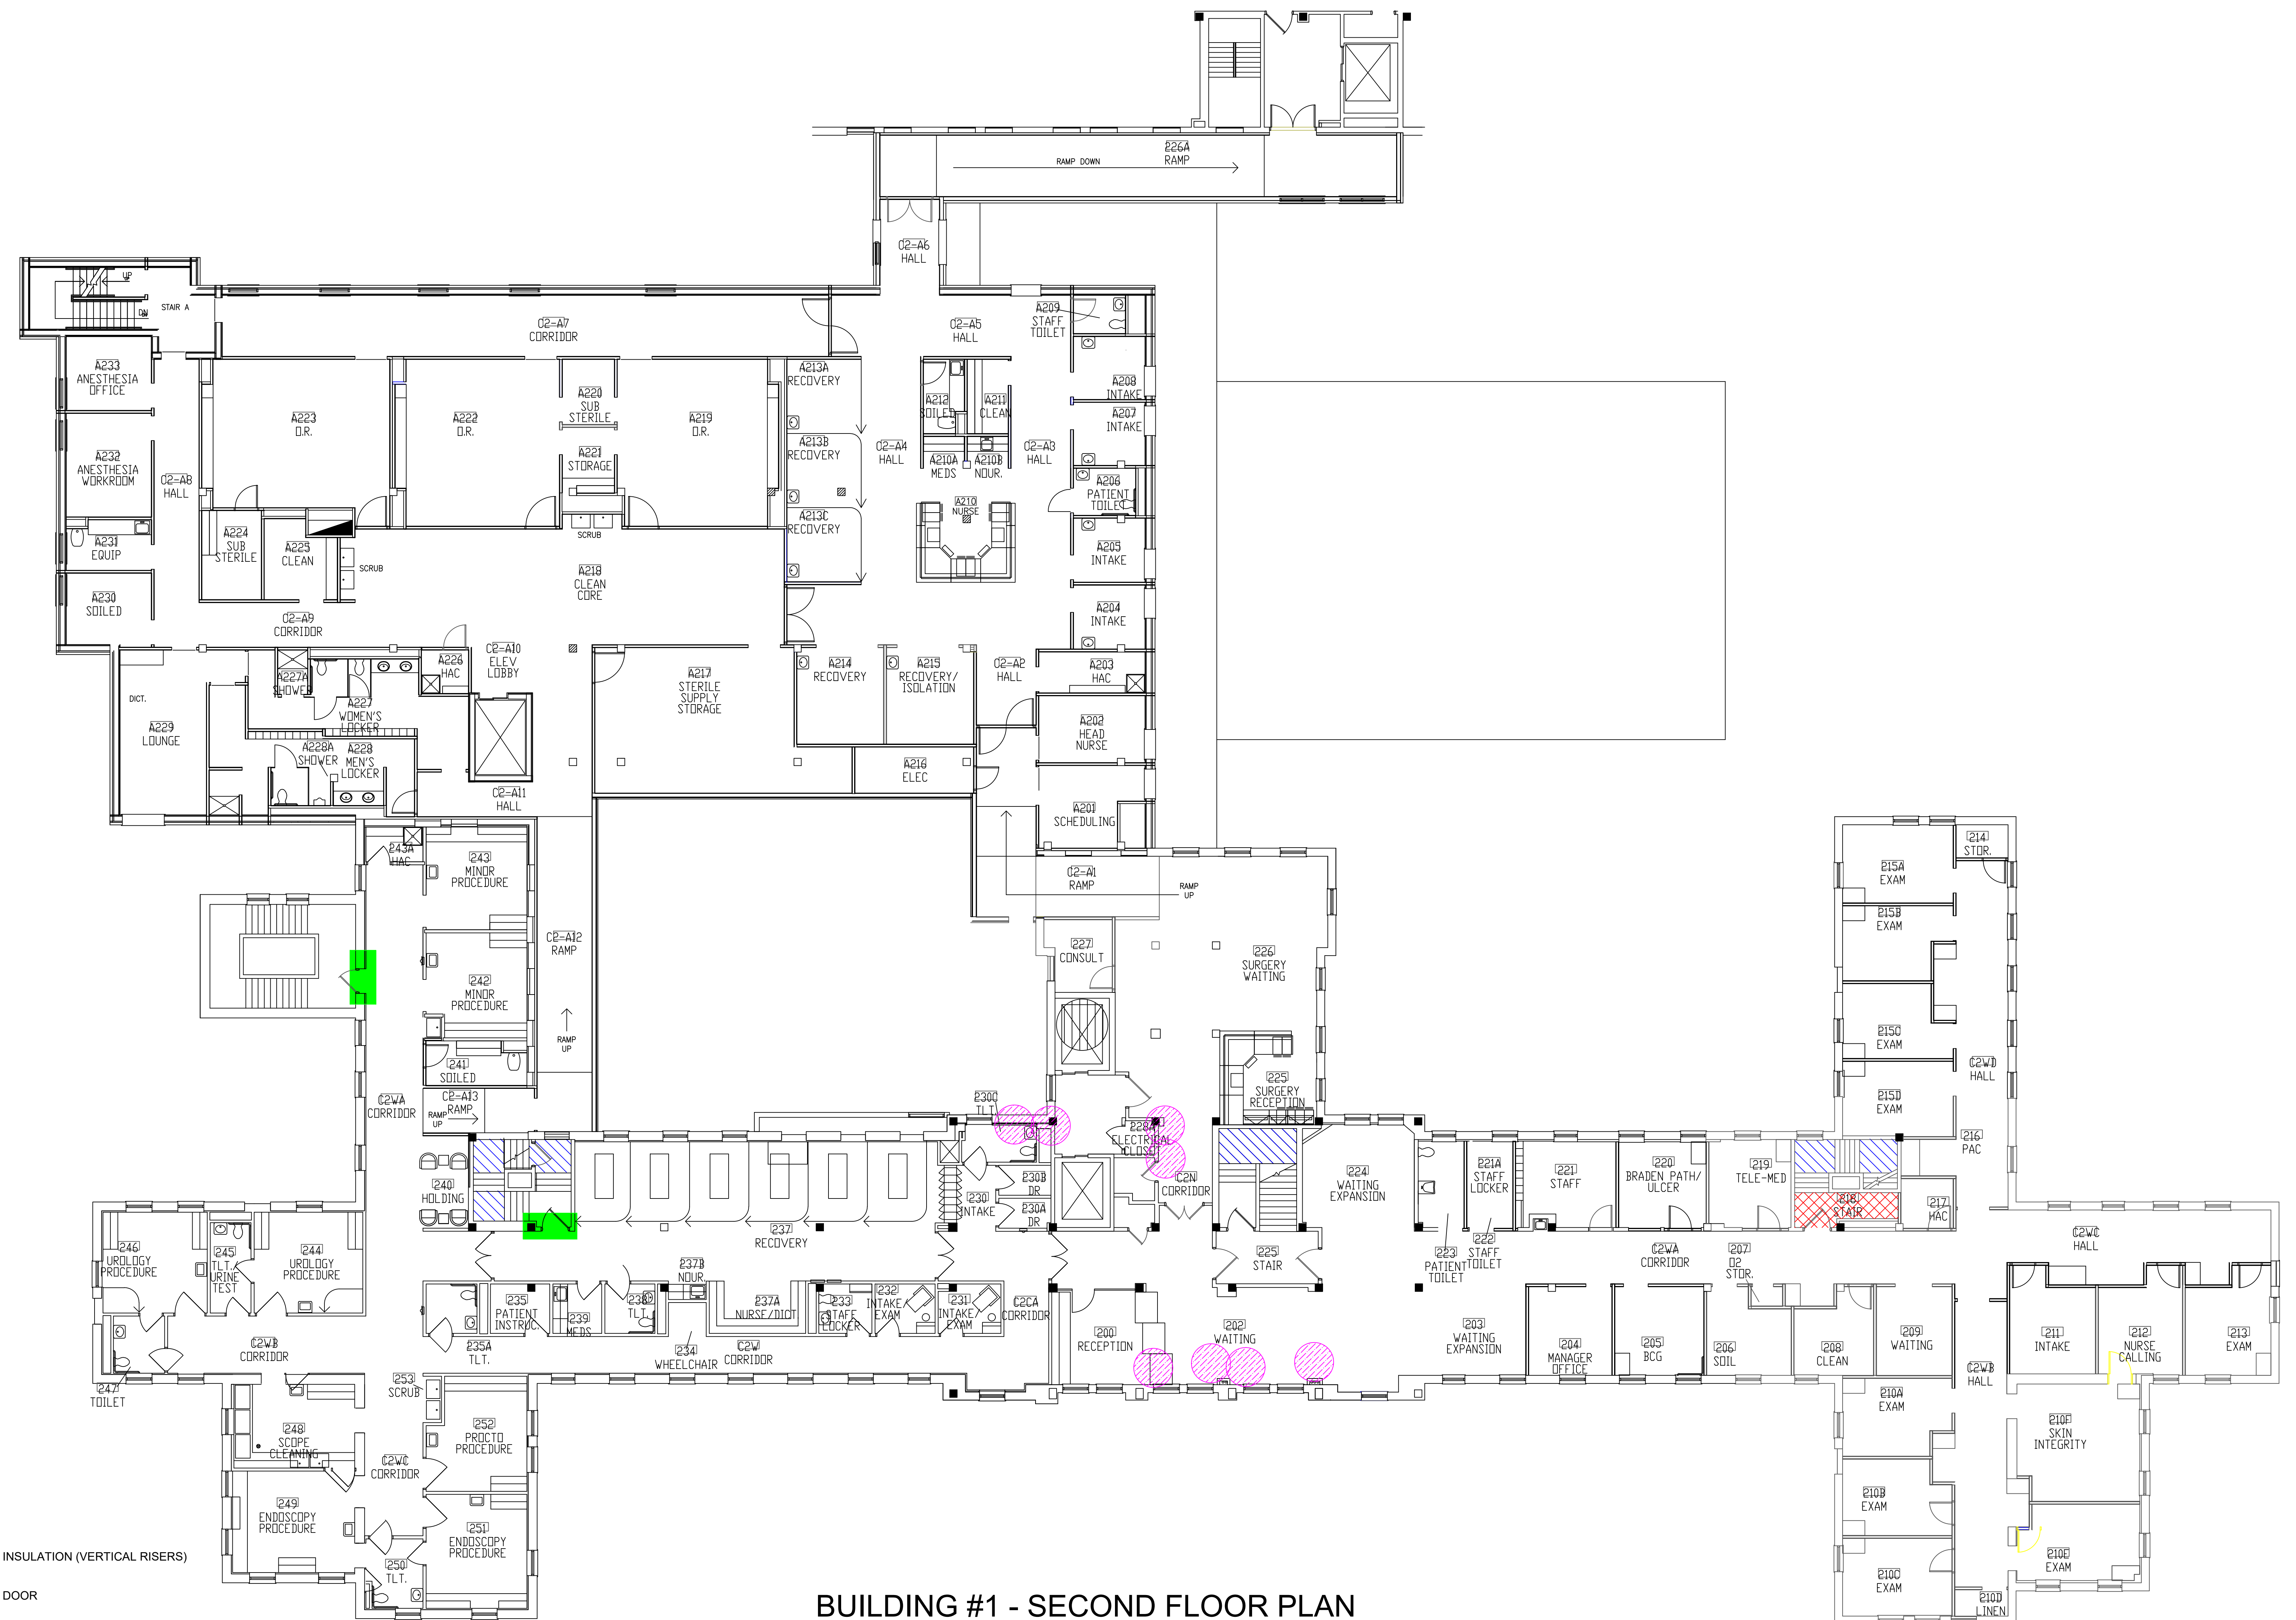 226A
RAMP
RAMP DOWN
C2-A6
HALL
UP
STAIR A
DN
C2-A7
CORRIDOR
C2-A5
HALL
A209
STAFF
TOILET
A233
ANESTHESIA
OFFICE
A223
O.R.
A222
O.R.
A220
SUB
STERILE
A219
O.R.
A213A
RECOVERY
A212
SOILED
A211
CLEAN
A208
INTAKE
A207
INTAKE
A232
ANESTHESIA
WORKROOM
C2-A8
HALL
A221
STORAGE
A213B
RECOVERY
C2-A4
HALL
A210A
MEDS
A210B
NOUR.
C2-A3
HALL
A206
PATIENT
TOILET
A210
NURSE
A213C
RECOVERY
SCRUB
A231
EQUIP
A224
SUB
STERILE
A225
CLEAN
SCRUB
A218
CLEAN
CORE
A205
INTAKE
A230
SOILED
C2-A9
CORRIDOR
A204
INTAKE
C2-A10
ELEV
LOBBY
A226
HAC
A217
STERILE
SUPPLY
STORAGE
A214
RECOVERY
A215
RECOVERY/
ISOLATION
C2-A2
HALL
A203
HAC
A227A
SHOWER
A227
WOMEN'S
LOCKER
DICT.
A229
LOUNGE
A228A
SHOWER
A228
MEN'S
LOCKER
A202
HEAD
NURSE
A216
ELEC
C2-A11
HALL
A201
SCHEDULING
243A
HAC
243
MINOR
PROCEDURE
C2-A1
RAMP
RAMP
UP
214
STOR.
215A
EXAM
215B
EXAM
C2-A12
RAMP
227
CONSULT
226
SURGERY
WAITING
242
MINOR
PROCEDURE
RAMP
UP
215C
EXAM
241
SOILED
C2WD
HALL
225
SURGERY
RECEPTION
C2WA
CORRIDOR
C2-A13
RAMP
RAMP
UP
230C
TLT.
215D
EXAM
228A
ELECTRICAL
CLOSET
216
PAC
240
HOLDING
230
INTAKE
230B
DR
230A
DR
C2N
CORRIDOR
224
WAITING
EXPANSION
221A
STAFF
LOCKER
221
STAFF
220
BRADEN PATH/
ULCER
219
TELE-MED
218
STAIR
217
HAC
237
RECOVERY
246
UROLOGY
PROCEDURE
245
TLT./
URINE
TEST
244
UROLOGY
PROCEDURE
225
STAIR
223
PATIENT
TOILET
222
STAFF
TOILET
C2WA
CORRIDOR
207
O2
STOR.
C2WC
HALL
237B
NOUR.
235
PATIENT
INSTRUC
239
MEDS
238
TLT.
237A
NURSE/DICT
233
STAFF
LOCKER
232
INTAKE/
EXAM
231
INTAKE/
EXAM
C2CA
CORRIDOR
235A
TLT.
234
WHEELCHAIR
C2W
CORRIDOR
200
RECEPTION
202
WAITING
203
WAITING
EXPANSION
204
MANAGER
OFFICE
205
BCG
206
SOIL
208
CLEAN
209
WAITING
211
INTAKE
212
NURSE
CALLING
213
EXAM
C2WB
CORRIDOR
247
TOILET
253
SCRUB
C2WB
HALL
210A
EXAM
210F
SKIN
INTEGRITY
248
SCOPE
CLEANING
252
PROCTO
PROCEDURE
C2WC
CORRIDOR
249
ENDOSCOPY
PROCEDURE
251
ENDOSCOPY
PROCEDURE
210B
EXAM
250
TLT.
210C
EXAM
210E
EXAM
210D
LINEN
INSULATION (VERTICAL RISERS)
DOOR
BUILDING #1 - SECOND FLOOR PLAN